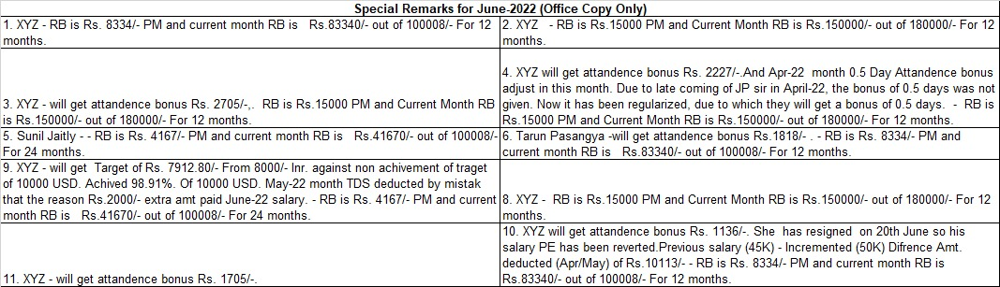 Special Remarks for June-2022 (Office Copy Only)
1. XYZ - RB is Rs. 8334/- PM and current month RB is   Rs.83340/- out of 100008/- For 12
months.
2. XYZ   - RB is Rs.15000 PM and Current Month RB is Rs.150000/- out of 180000/- For 12
months.
3. XYZ - will get attandence bonus Rs. 2705/-,.  RB is Rs.15000 PM and Current Month RB
is Rs.150000/- out of 180000/- For 12 months.
4. XYZ will get attandence bonus Rs. 2227/-.And Apr-22  month 0.5 Day Attandence bonus
adjust in this month. Due to late coming of JP sir in April-22, the bonus of 0.5 days was not
given. Now it has been regularized, due to which they will get a bonus of 0.5 days.  - RB is
Rs.15000 PM and Current Month RB is Rs.150000/- out of 180000/- For 12 months.
5. Sunil Jaitly - - RB is Rs. 4167/- PM and current month RB is   Rs.41670/- out of 100008/-
For 24 months.
6. Tarun Pasangya -will get attendance bonus Rs.1818/- . - RB is Rs. 8334/- PM and
current month RB is   Rs.83340/- out of 100008/- For 12 months.
9. XYZ - will get  Target of Rs. 7912.80/- From 8000/- Inr. against non achivement of traget
of 10000 USD. Achived 98.91%. Of 10000 USD. May-22 month TDS deducted by mistak
that the reason Rs.2000/- extra amt paid June-22 salary. - RB is Rs. 4167/- PM and current
month RB is   Rs.41670/- out of 100008/- For 24 months.
8. XYZ -  RB is Rs.15000 PM and Current Month RB is Rs.150000/- out of 180000/- For 12
months.
11. XYZ - will get attendance bonus Rs. 1705/-.
10. XYZ will get attandence bonus Rs. 1136/-. She  has resigned  on 20th June so his
salary PE has been reverted.Previous salary (45K) - Incremented (50K) Difrence Amt.
deducted (Apr/May) of Rs.10113/- - RB is Rs. 8334/- PM and current month RB is
Rs.83340/- out of 100008/- For 12 months.